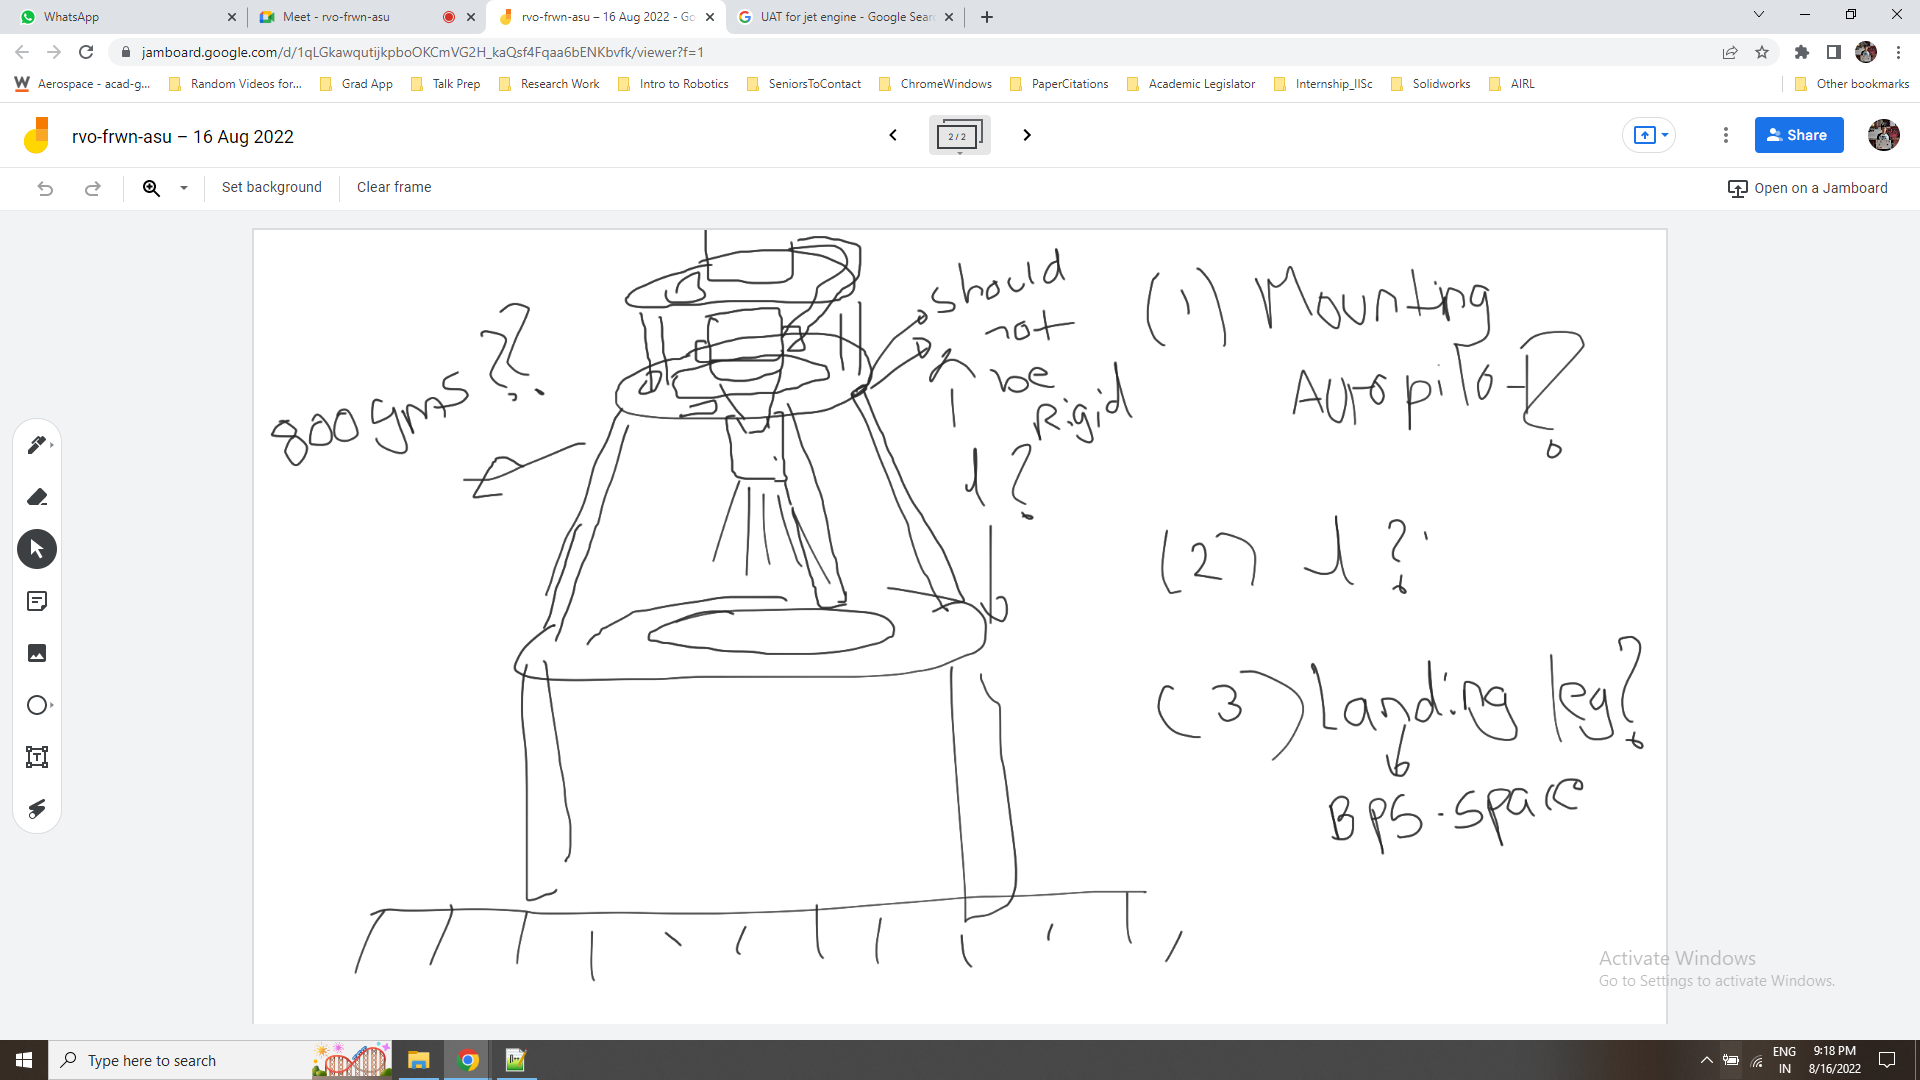 WhatsApp
Meet - rvo-frwn-asu
rvo-frwn-asu – 16 Aug 2022 - Go
UAT for jet engine - Google Sear
jamboard.google.com/d/1qLGkawqutijkpboOKCmVG2H_kaQsf4Fqaa6bENKbvfk/viewer?f=1
Aerospace - acad-g... Random Videos for... Grad App Talk Prep Research Work Intro to Robotics SeniorsToContact ChromeWindows PaperCitations Academic Legislator Internship_IISc Solidworks AIRL Other bookmarks
rvo-frwn-asu – 16 Aug 2022
2 / 2
Share
Set background
Clear frame
Open on a Jamboard
800 gms ??
should
not
be
Rigid
l ?
(1) Mounting
(2) l ?
(3) Landing leg?
BPS-space
Activate Windows
Go to Settings to activate Windows.
Type here to search
ENG
IN
9:18 PM
8/16/2022